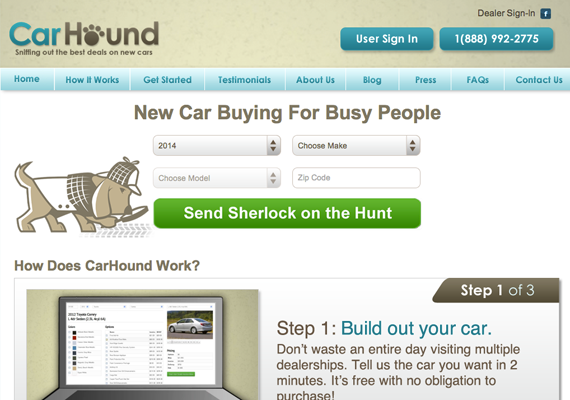 Dealer Sign-In f
CarHound
Sniffing out the best deals on new cars
User Sign In
1(888) 992-2775
Home How It Works Get Started Testimonials About Us Blog Press FAQs Contact Us
New Car Buying For Busy People
2014 Choose Make
Choose Model Zip Code
Send Sherlock on the Hunt
How Does CarHound Work?
Step 1 of 3
Step 1: Build out your car.
Don't waste an entire day visiting multiple
dealerships. Tell us the car you want in 2
minutes. It's free with no obligation to
purchase!
2012 Toyota Camry